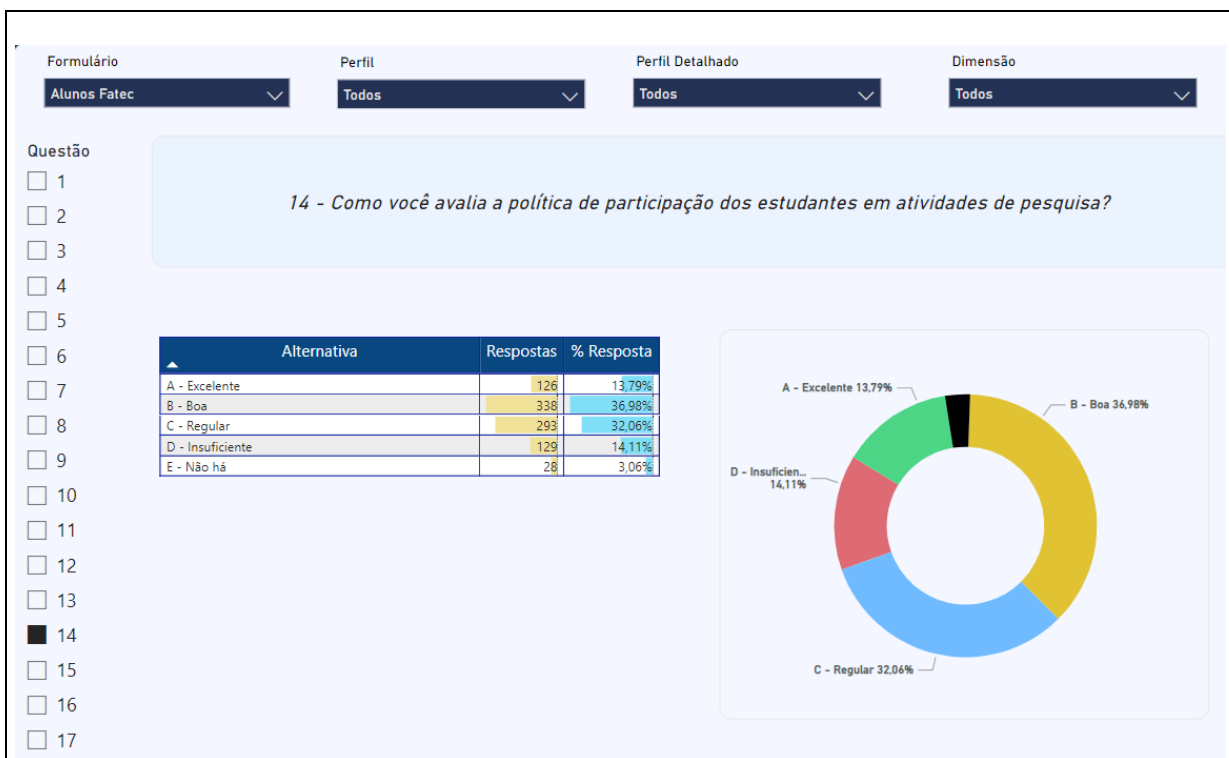 Formulário Perfil Perfil Detalhado Dimensão
Alunos Fatec Todos Todos Todos
Questão
1
2
3
4
5
6
7
8
9
10
11
12
13
14
15
16
17
14 - Como você avalia a política de participação dos estudantes em atividades de pesquisa?
Alternativa Respostas % Resposta
A - Excelente 126 13,79%
B - Boa 338 36,98%
C - Regular 293 32,06%
D - Insuficiente 129 14,11%
E - Não há 28 3,06%
A - Excelente 13,79%
B - Boa 36,98%
D - Insuficien...
14,11%
C - Regular 32,06%